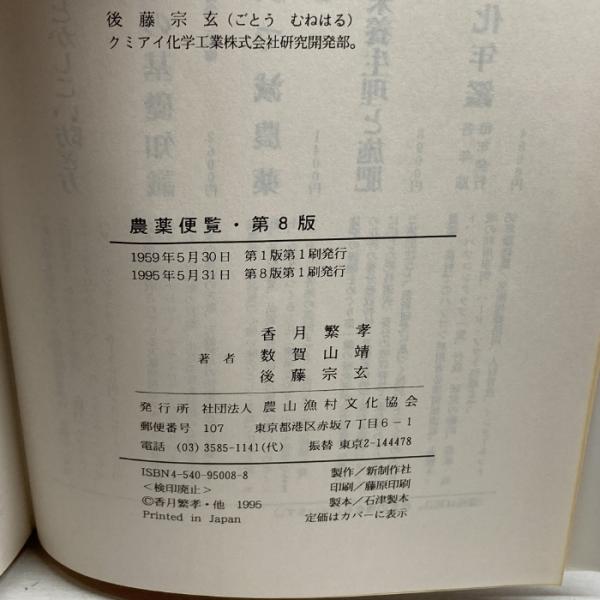 後藤宗玄(ごとう むねはる)
クミアイ化学工業株式会社研究開発部。
農薬便覧・第8版
1959年5月30日 第1版第1刷発行
1995年5月31日 第8版第1刷発行
香月繁孝
著者 数賀山靖
後藤宗玄
発行所 社団法人 農山漁村文化協会
郵便番号 107 東京都港区赤坂7丁目6-1
電話 (03)3585-1141(代) 振替 東京2-144478
ISBN4-540-95008-8 製作/新制作社
<検印廃止> 印刷/藤原印刷
©香月繁孝・他 1995 製本/石津製本
Printed in Japan 定価はカバーに表示